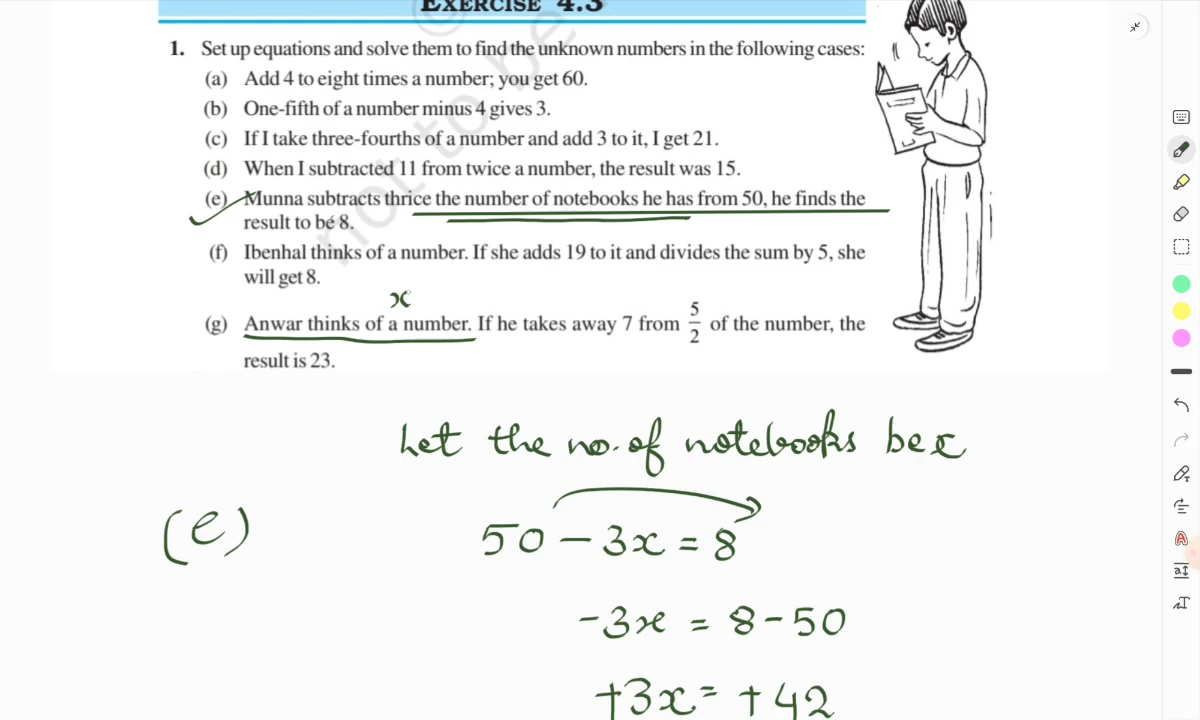 EXERCISE 4.3
1. Set up equations and solve them to find the unknown numbers in the following cases:
(a) Add 4 to eight times a number; you get 60.
(b) One-fifth of a number minus 4 gives 3.
(c) If I take three-fourths of a number and add 3 to it, I get 21.
(d) When I subtracted 11 from twice a number, the result was 15.
(e) Munna subtracts thrice the number of notebooks he has from 50, he finds the
result to be 8.
(f) Ibenhal thinks of a number. If she adds 19 to it and divides the sum by 5, she
will get 8.
x
(g) Anwar thinks of a number. If he takes away 7 from 5/2 of the number, the
result is 23.
not to be
Let the no. of notebooks be x
(e) 50 - 3x = 8
-3x = 8 - 50
+3x = +42